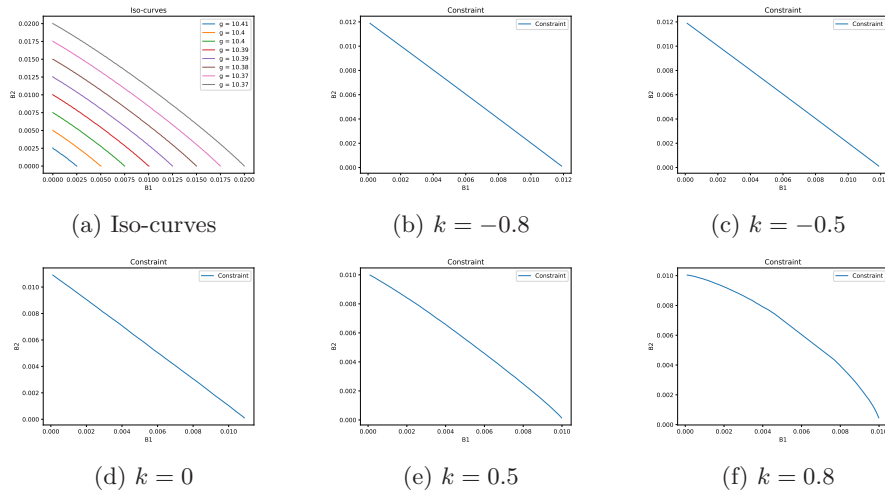 Iso-curves
g = 10.41
g = 10.4
g = 10.4
g = 10.39
g = 10.39
g = 10.38
g = 10.37
g = 10.37
0.0200
0.0175
0.0150
0.0125
0.0100
0.0075
0.0050
0.0025
0.0000
B2
0.0000 0.0025 0.0050 0.0075 0.0100 0.0125 0.0150 0.0175 0.0200
B1
(a) Iso-curves
Constraint
Constraint
0.012
0.010
0.008
0.006
0.004
0.002
0.000
B2
0.000 0.002 0.004 0.006 0.008 0.010 0.012
B1
(b) k = −0.8
Constraint
Constraint
0.012
0.010
0.008
0.006
0.004
0.002
0.000
B2
0.000 0.002 0.004 0.006 0.008 0.010 0.012
B1
(c) k = −0.5
Constraint
Constraint
0.010
0.008
0.006
0.004
0.002
0.000
B2
0.000 0.002 0.004 0.006 0.008 0.010
B1
(d) k = 0
Constraint
Constraint
0.010
0.008
0.006
0.004
0.002
0.000
B2
0.000 0.002 0.004 0.006 0.008 0.010
B1
(e) k = 0.5
Constraint
Constraint
0.010
0.008
0.006
0.004
0.002
0.000
B2
0.000 0.002 0.004 0.006 0.008 0.010
B1
(f) k = 0.8